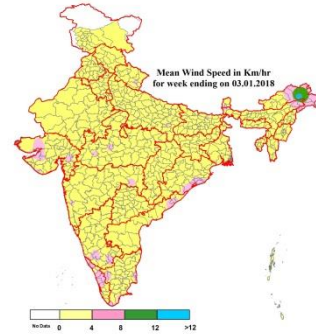 Mean Wind Speed in Km/hr
for week ending on 03.01.2018
No Data 0 4 8 12 >12